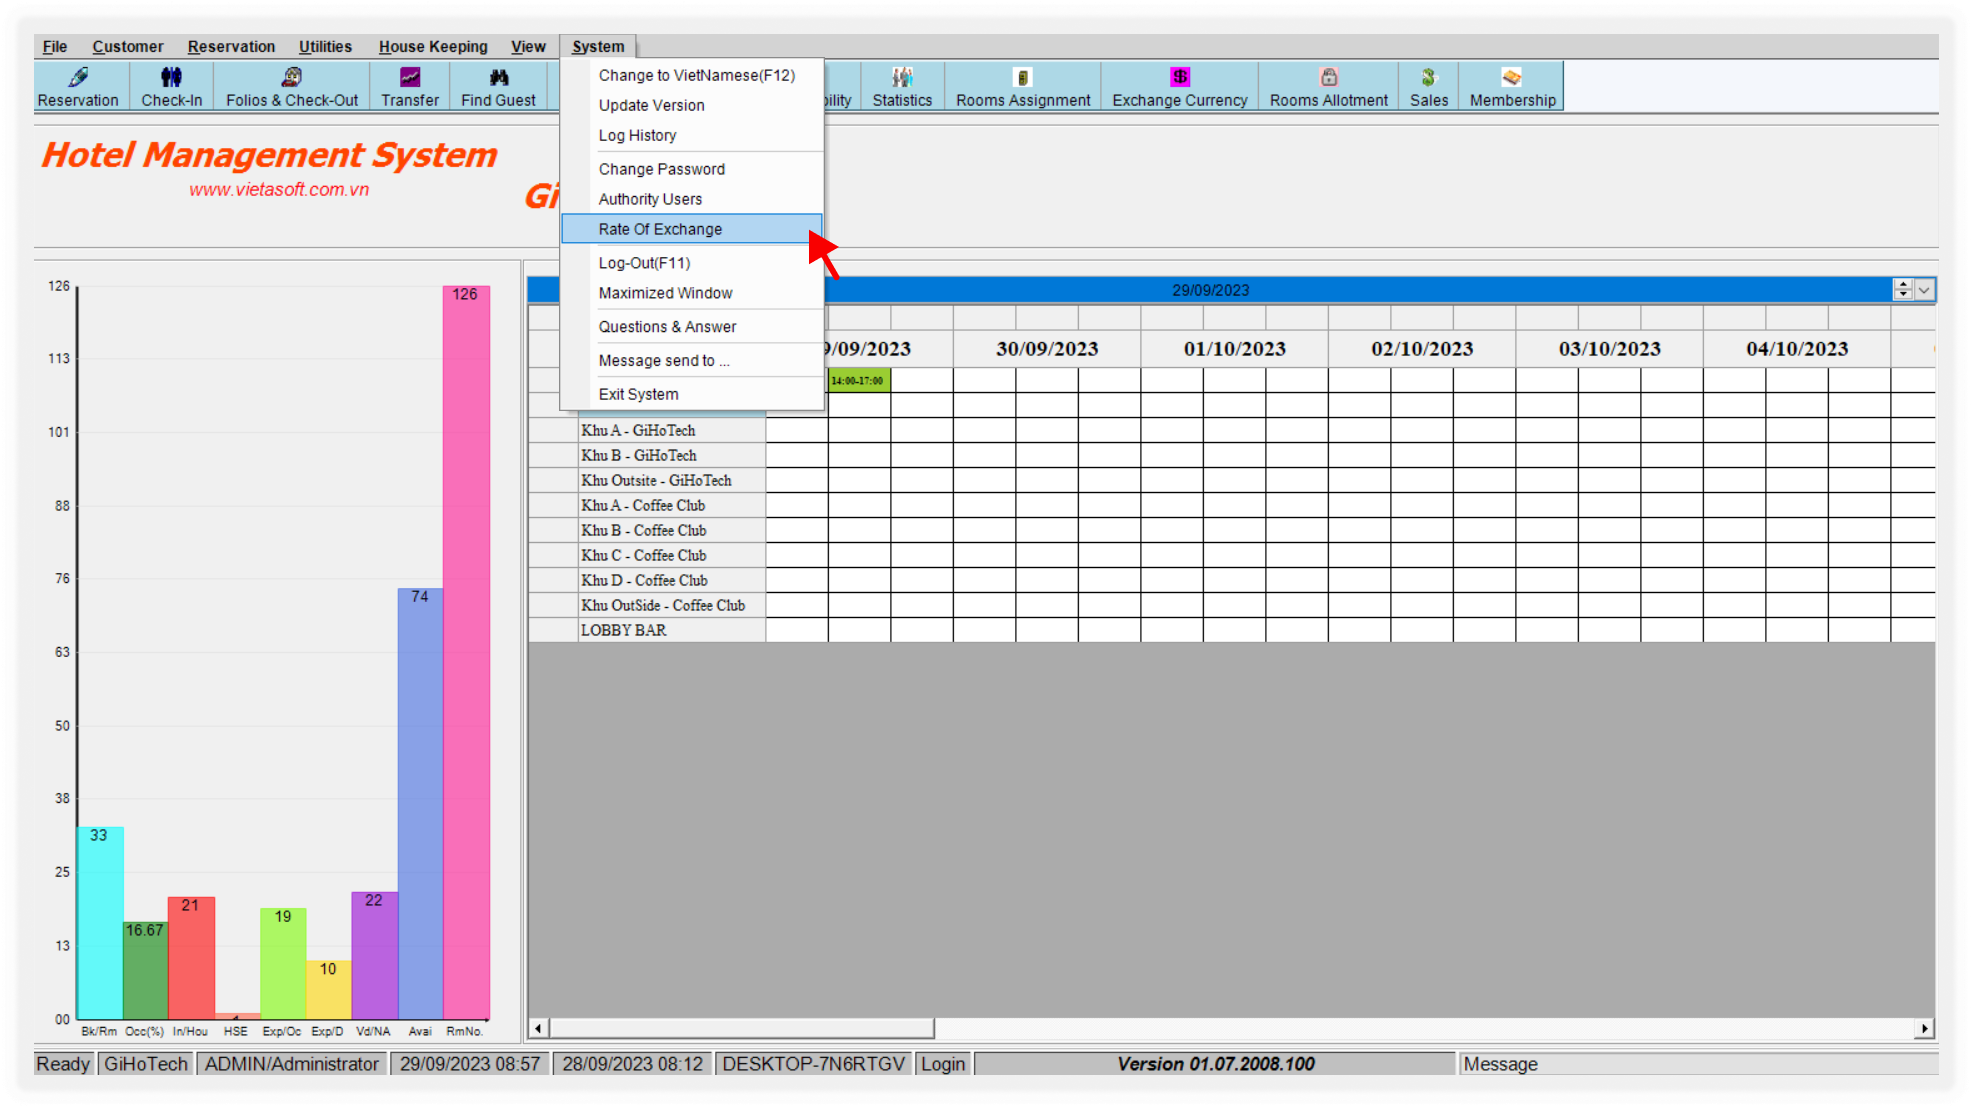 File Customer Reservation Utilities House Keeping View System
Reservation Check-In Folios & Check-Out Transfer Find Guest bility Statistics Rooms Assignment Exchange Currency Rooms Allotment Sales Membership
Change to VietNamese(F12)
Update Version
Log History
Change Password
Authority Users
Rate Of Exchange
Log-Out(F11)
Maximized Window
Questions & Answer
Message send to ...
Exit System
Hotel Management System
www.vietasoft.com.vn
Gi
29/09/2023
9/09/2023 30/09/2023 01/10/2023 02/10/2023 03/10/2023 04/10/2023
14:00-17:00
Khu A - GiHoTech
Khu B - GiHoTech
Khu Outsite - GiHoTech
Khu A - Coffee Club
Khu B - Coffee Club
Khu C - Coffee Club
Khu D - Coffee Club
Khu OutSide - Coffee Club
LOBBY BAR
126
113
101
88
76
63
50
38
25
13
00
33
16.67
21
19
10
22
74
126
Bk/Rm Occ(%) In/Hou HSE Exp/Oc Exp/D Vd/NA Avai RmNo.
Ready GiHoTech ADMIN/Administrator 29/09/2023 08:57 28/09/2023 08:12 DESKTOP-7N6RTGV Login Version 01.07.2008.100 Message